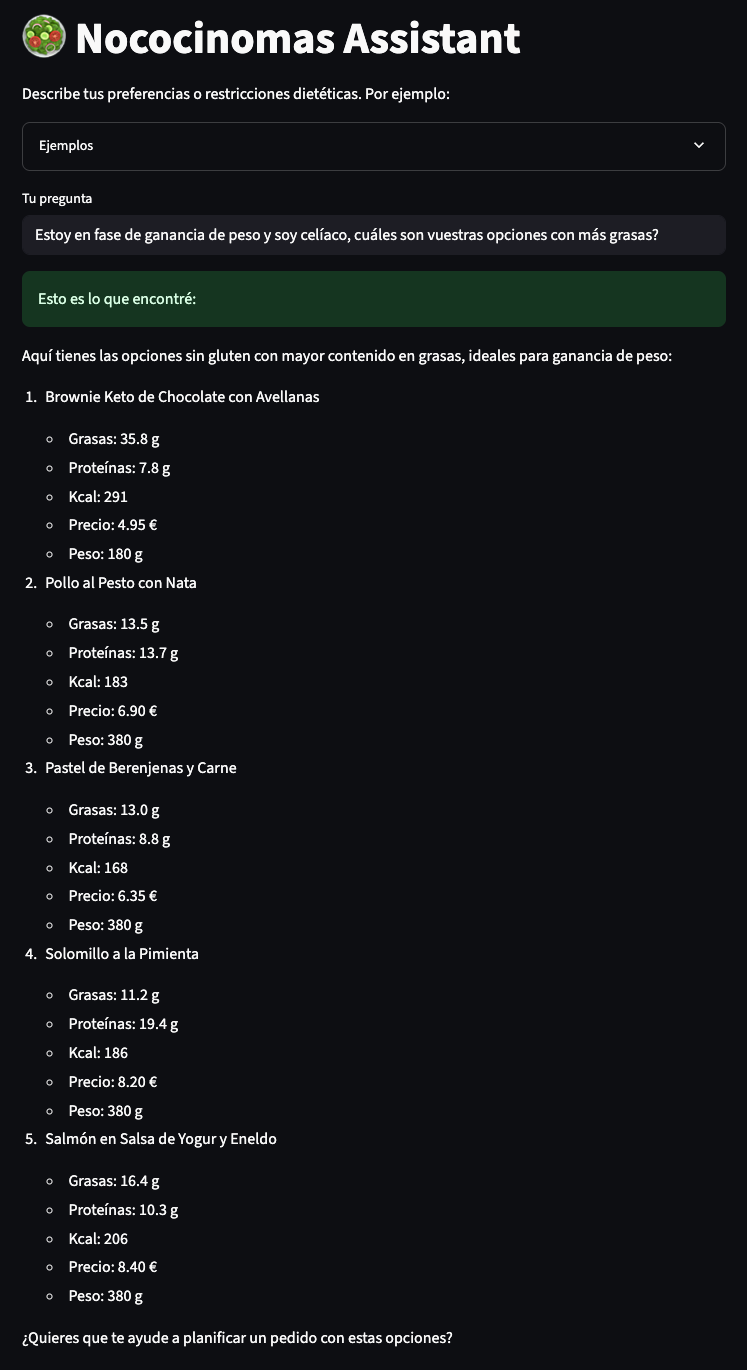 Nococinomas Assistant
Describe tus preferencias o restricciones dietéticas. Por ejemplo:
Ejemplos
Tu pregunta
Estoy en fase de ganancia de peso y soy celíaco, cuáles son vuestras opciones con más grasas?
Esto es lo que encontré:
Aquí tienes las opciones sin gluten con mayor contenido en grasas, ideales para ganancia de peso:
1. Brownie Keto de Chocolate con Avellanas
Grasas: 35.8 g
Proteínas: 7.8 g
Kcal: 291
Precio: 4.95 €
Peso: 180 g
2. Pollo al Pesto con Nata
Grasas: 13.5 g
Proteínas: 13.7 g
Kcal: 183
Precio: 6.90 €
Peso: 380 g
3. Pastel de Berenjenas y Carne
Grasas: 13.0 g
Proteínas: 8.8 g
Kcal: 168
Precio: 6.35 €
Peso: 380 g
4. Solomillo a la Pimienta
Grasas: 11.2 g
Proteínas: 19.4 g
Kcal: 186
Precio: 8.20 €
Peso: 380 g
5. Salmón en Salsa de Yogur y Eneldo
Grasas: 16.4 g
Proteínas: 10.3 g
Kcal: 206
Precio: 8.40 €
Peso: 380 g
¿Quieres que te ayude a planificar un pedido con estas opciones?